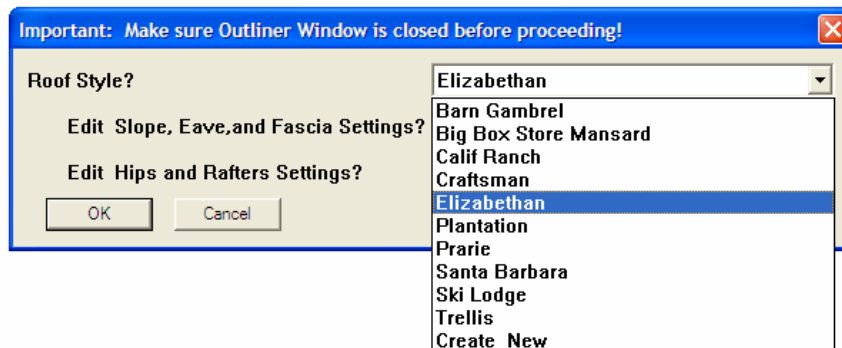 Important: Make sure Outliner Window is closed before proceeding!
Roof Style?
Elizabethan
Edit Slope, Eave,and Fascia Settings?
Edit Hips and Rafters Settings?
OK
Cancel
Barn Gambrel
Big Box Store Mansard
Calif Ranch
Craftsman
Elizabethan
Plantation
Prarie
Santa Barbara
Ski Lodge
Trellis
Create New